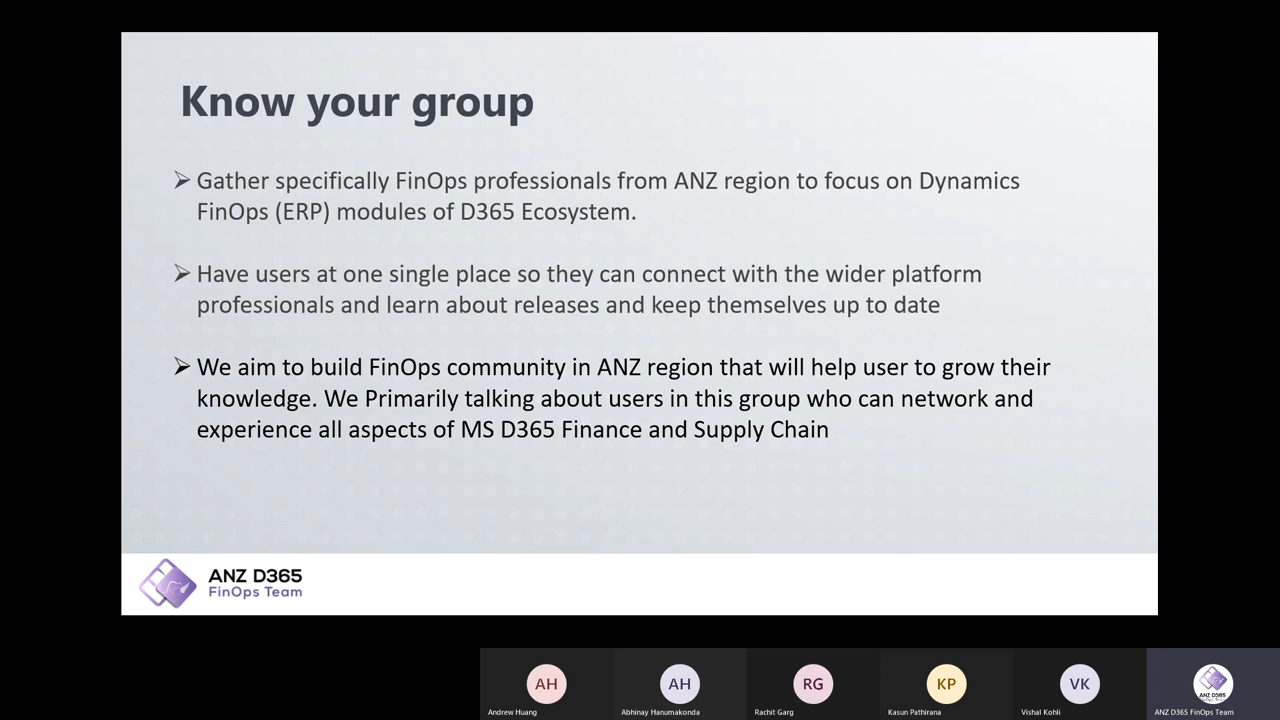 Know your group
➢ Gather specifically FinOps professionals from ANZ region to focus on Dynamics
FinOps (ERP) modules of D365 Ecosystem.
➢ Have users at one single place so they can connect with the wider platform
professionals and learn about releases and keep themselves up to date
➢ We aim to build FinOps community in ANZ region that will help user to grow their
knowledge. We Primarily talking about users in this group who can network and
experience all aspects of MS D365 Finance and Supply Chain
ANZ D365
FinOps Team
AH
AH
RG
KP
VK
ANZ D365
Andrew Huang
Abhinay Hanumakonda
Rachit Garg
Kasun Pathirana
Vishal Kohli
ANZ D365 FinOps Team